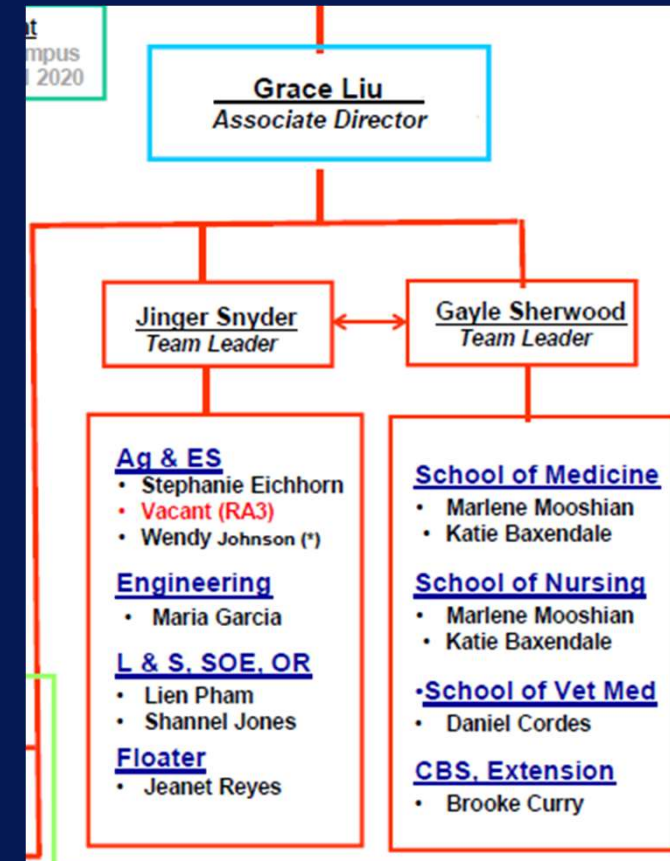 2020
Grace Liu
Associate Director
Jinger Snyder
Team Leader
Gayle Sherwood
Team Leader
Ag & ES
• Stephanie Eichhorn
• Vacant (RA3)
• Wendy Johnson (*)
Engineering
• Maria Garcia
L & S, SOE, OR
• Lien Pham
• Shannel Jones
Floater
• Jeanet Reyes
School of Medicine
• Marlene Mooshian
• Katie Baxendale
School of Nursing
• Marlene Mooshian
• Katie Baxendale
•School of Vet Med
• Daniel Cordes
CBS, Extension
• Brooke Curry